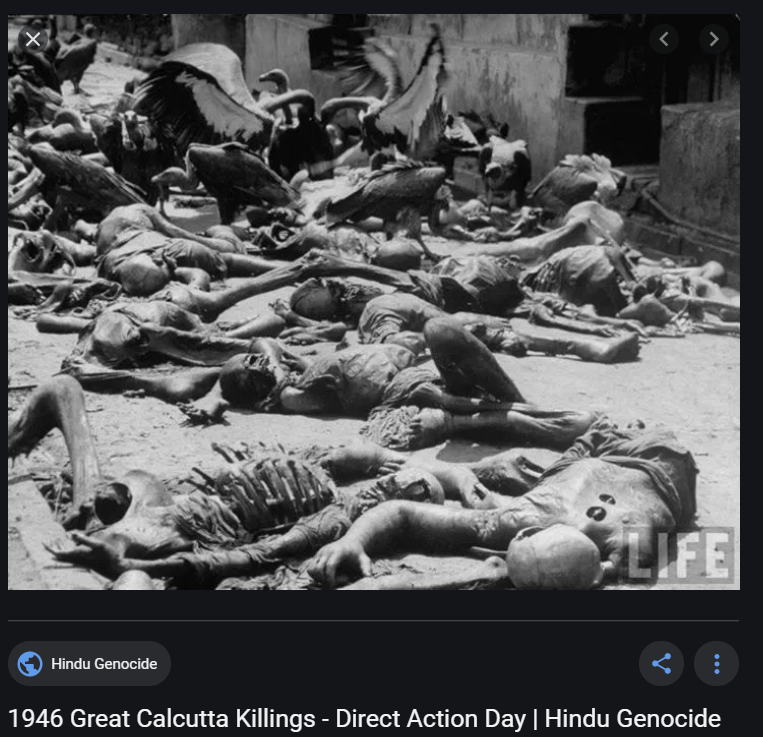 LIFE
Hindu Genocide
1946 Great Calcutta Killings - Direct Action Day | Hindu Genocide